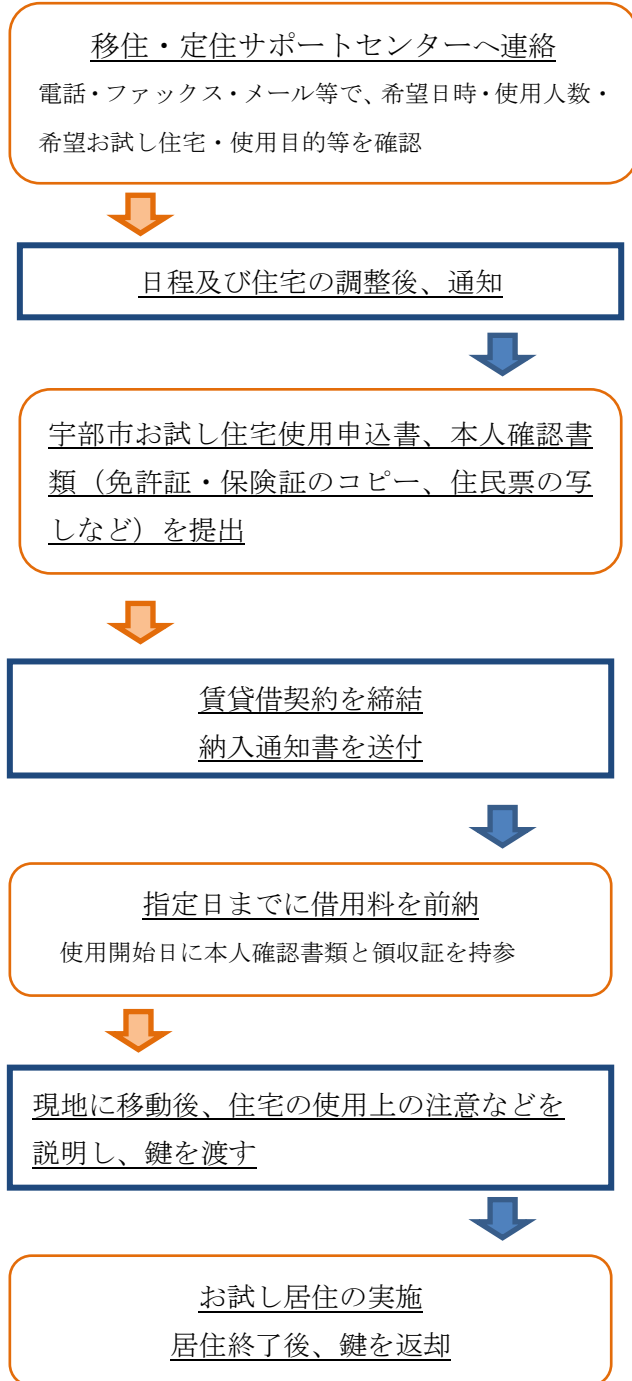 移住・定住サポートセンターへ連絡
電話・ファックス・メール等で、希望日時・使用人数・
希望お試し住宅・使用目的等を確認
日程及び住宅の調整後、通知
宇部市お試し住宅使用申込書、本人確認書
類（免許証・保険証のコピー、住民票の写
しなど）を提出
賃貸借契約を締結
納入通知書を送付
指定日までに借用料を前納
使用開始日に本人確認書類と領収証を持参
現地に移動後、住宅の使用上の注意などを
説明し、鍵を渡す
お試し居住の実施
居住終了後、鍵を返却